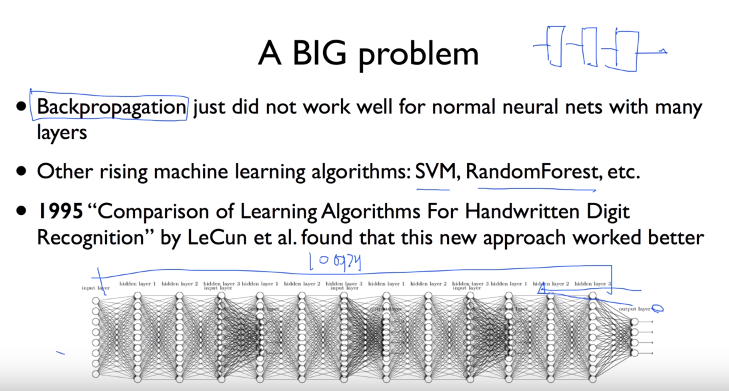 A BIG problem
• Backpropagation just did not work well for normal neural nets with many
layers
• Other rising machine learning algorithms: SVM, RandomForest, etc.
• 1995 “Comparison of Learning Algorithms For Handwritten Digit
Recognition” by LeCun et al. found that this new approach worked better
10여개
input layer hidden layer 1 hidden layer 2 hidden layer 3 hidden layer 1 hidden layer 2 hidden layer 3 hidden layer 1 hidden layer 2 hidden layer 3 hidden layer 1 hidden layer 2 hidden layer 3
input layer input layer
output layer